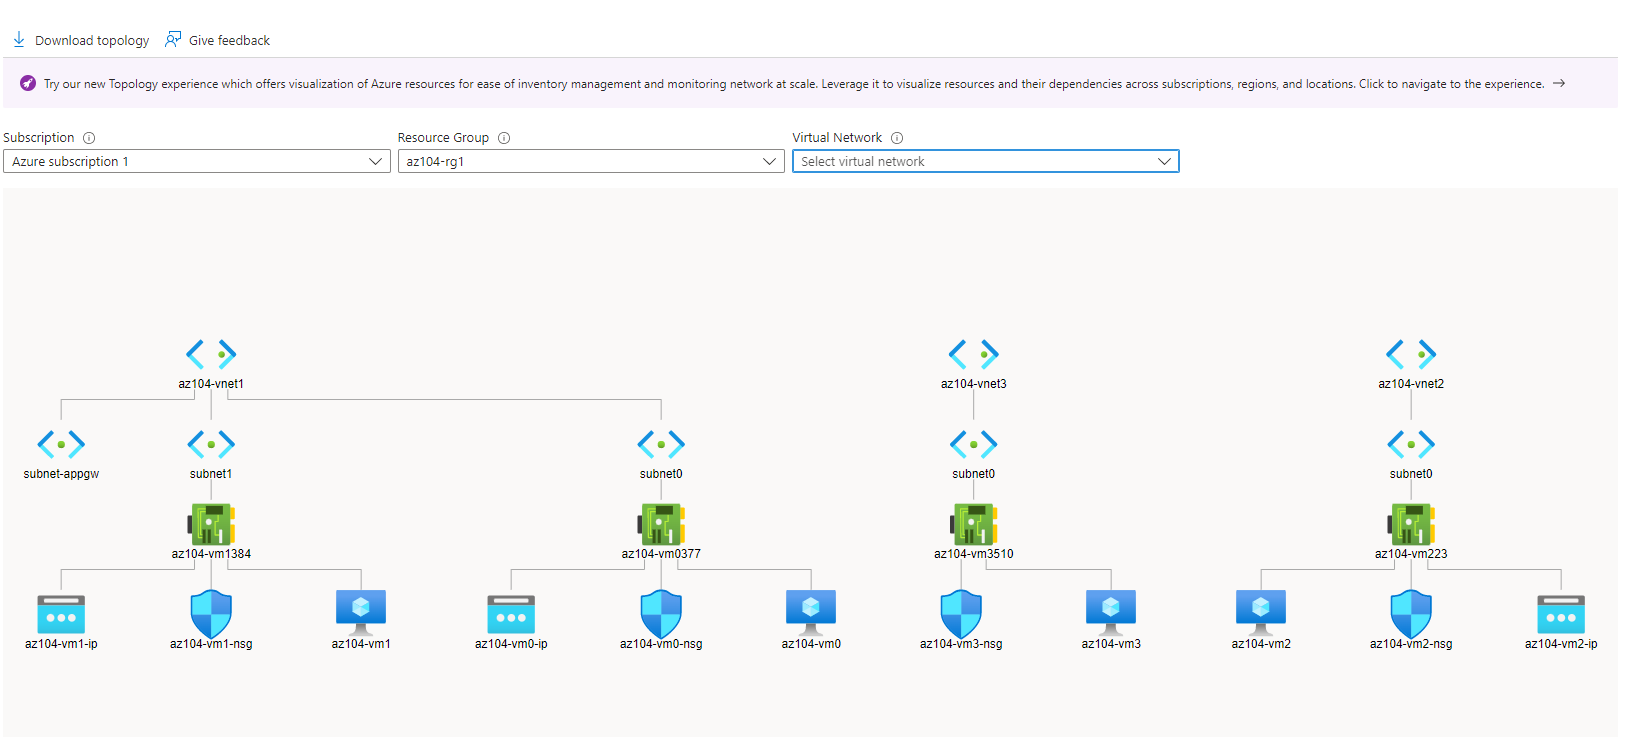 Download topology Give feedback
Try our new Topology experience which offers visualization of Azure resources for ease of inventory management and monitoring network at scale. Leverage it to visualize resources and their dependencies across subscriptions, regions, and locations. Click to navigate to the experience.
Subscription Resource Group Virtual Network
Azure subscription 1 az104-rg1 Select virtual network
az104-vnet1 az104-vnet3 az104-vnet2
subnet-appgw subnet1 subnet0 subnet0 subnet0
az104-vm1384 az104-vm0377 az104-vm3510 az104-vm223
az104-vm1-ip az104-vm1-nsg az104-vm1 az104-vm0-ip az104-vm0-nsg az104-vm0 az104-vm3-nsg az104-vm3 az104-vm2 az104-vm2-nsg az104-vm2-ip